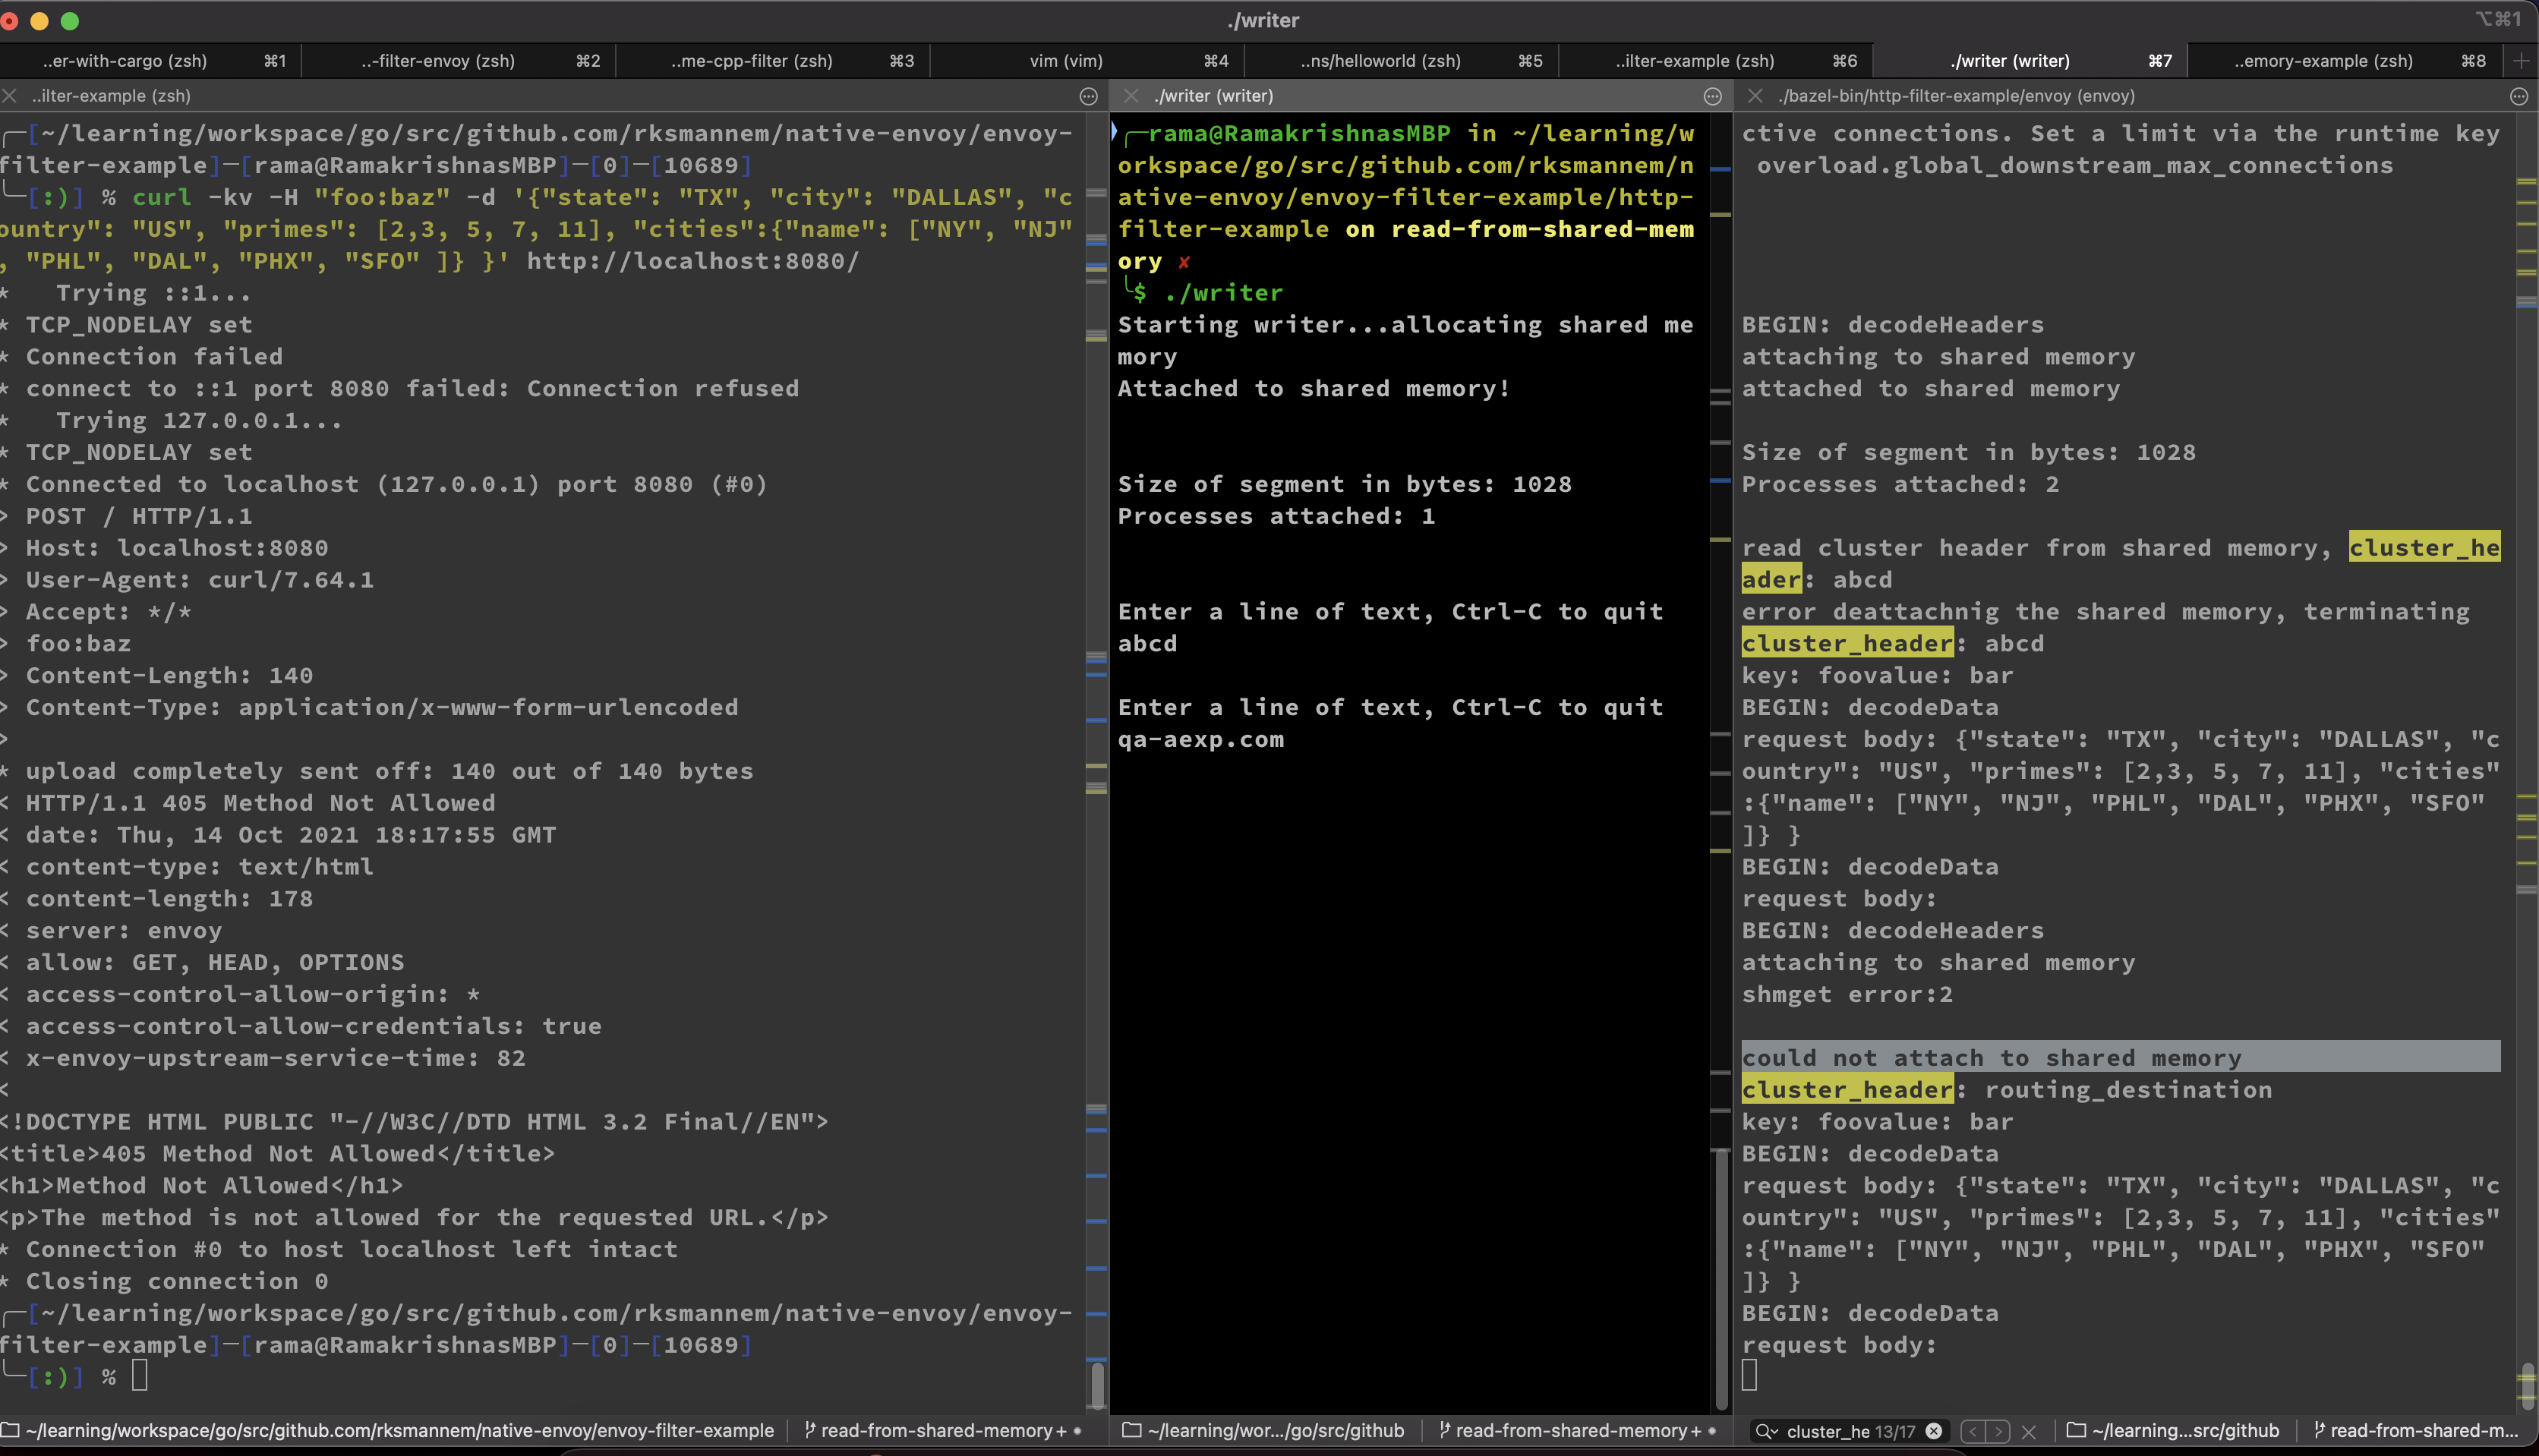 ./writer
⌥⌘1
..er-with-cargo (zsh) ⌘1
..-filter-envoy (zsh) ⌘2
..me-cpp-filter (zsh) ⌘3
vim (vim) ⌘4
..ns/helloworld (zsh) ⌘5
..ilter-example (zsh) ⌘6
./writer (writer) ⌘7
..emory-example (zsh) ⌘8
..ilter-example (zsh)
[~/learning/workspace/go/src/github.com/rksmannem/native-envoy/envoy-
filter-example]—[rama@RamakrishnasMBP]—[0]—[10689]
[:)] % curl -kv -H "foo:baz" -d '{"state": "TX", "city": "DALLAS", "c
ountry": "US", "primes": [2,3, 5, 7, 11], "cities":{"name": ["NY", "NJ"
, "PHL", "DAL", "PHX", "SFO" ]} }' http://localhost:8080/
*   Trying ::1...
* TCP_NODELAY set
* Connection failed
* connect to ::1 port 8080 failed: Connection refused
*   Trying 127.0.0.1...
* TCP_NODELAY set
* Connected to localhost (127.0.0.1) port 8080 (#0)
> POST / HTTP/1.1
> Host: localhost:8080
> User-Agent: curl/7.64.1
> Accept: */*
> foo:baz
> Content-Length: 140
> Content-Type: application/x-www-form-urlencoded
>
* upload completely sent off: 140 out of 140 bytes
< HTTP/1.1 405 Method Not Allowed
< date: Thu, 14 Oct 2021 18:17:55 GMT
< content-type: text/html
< content-length: 178
< server: envoy
< allow: GET, HEAD, OPTIONS
< access-control-allow-origin: *
< access-control-allow-credentials: true
< x-envoy-upstream-service-time: 82
<
<!DOCTYPE HTML PUBLIC "-//W3C//DTD HTML 3.2 Final//EN">
<title>405 Method Not Allowed</title>
<h1>Method Not Allowed</h1>
<p>The method is not allowed for the requested URL.</p>
* Connection #0 to host localhost left intact
* Closing connection 0
[~/learning/workspace/go/src/github.com/rksmannem/native-envoy/envoy-
filter-example]—[rama@RamakrishnasMBP]—[0]—[10689]
[:)] %
~/learning/workspace/go/src/github.com/rksmannem/native-envoy/envoy-filter-example
read-from-shared-memory+ •
./writer (writer)
rama@RamakrishnasMBP in ~/learning/w
orkspace/go/src/github.com/rksmannem/n
ative-envoy/envoy-filter-example/http-
filter-example on read-from-shared-mem
ory ✘
$ ./writer
Starting writer...allocating shared me
mory
Attached to shared memory!
Size of segment in bytes: 1028
Processes attached: 1
Enter a line of text, Ctrl-C to quit
abcd
Enter a line of text, Ctrl-C to quit
qa-aexp.com
~/learning/wor.../go/src/github
read-from-shared-memory+ •
./bazel-bin/http-filter-example/envoy (envoy)
ctive connections. Set a limit via the runtime key
overload.global_downstream_max_connections
BEGIN: decodeHeaders
attaching to shared memory
attached to shared memory
Size of segment in bytes: 1028
Processes attached: 2
read cluster header from shared memory, cluster_he
ader: abcd
error deattachnig the shared memory, terminating
cluster_header: abcd
key: foovalue: bar
BEGIN: decodeData
request body: {"state": "TX", "city": "DALLAS", "c
ountry": "US", "primes": [2,3, 5, 7, 11], "cities"
:{"name": ["NY", "NJ", "PHL", "DAL", "PHX", "SFO"
]} }
BEGIN: decodeData
request body:
BEGIN: decodeHeaders
attaching to shared memory
shmget error:2
could not attach to shared memory
cluster_header: routing_destination
key: foovalue: bar
BEGIN: decodeData
request body: {"state": "TX", "city": "DALLAS", "c
ountry": "US", "primes": [2,3, 5, 7, 11], "cities"
:{"name": ["NY", "NJ", "PHL", "DAL", "PHX", "SFO"
]} }
BEGIN: decodeData
request body:
cluster_he 13/17
~/learning...src/github
read-from-shared-m...